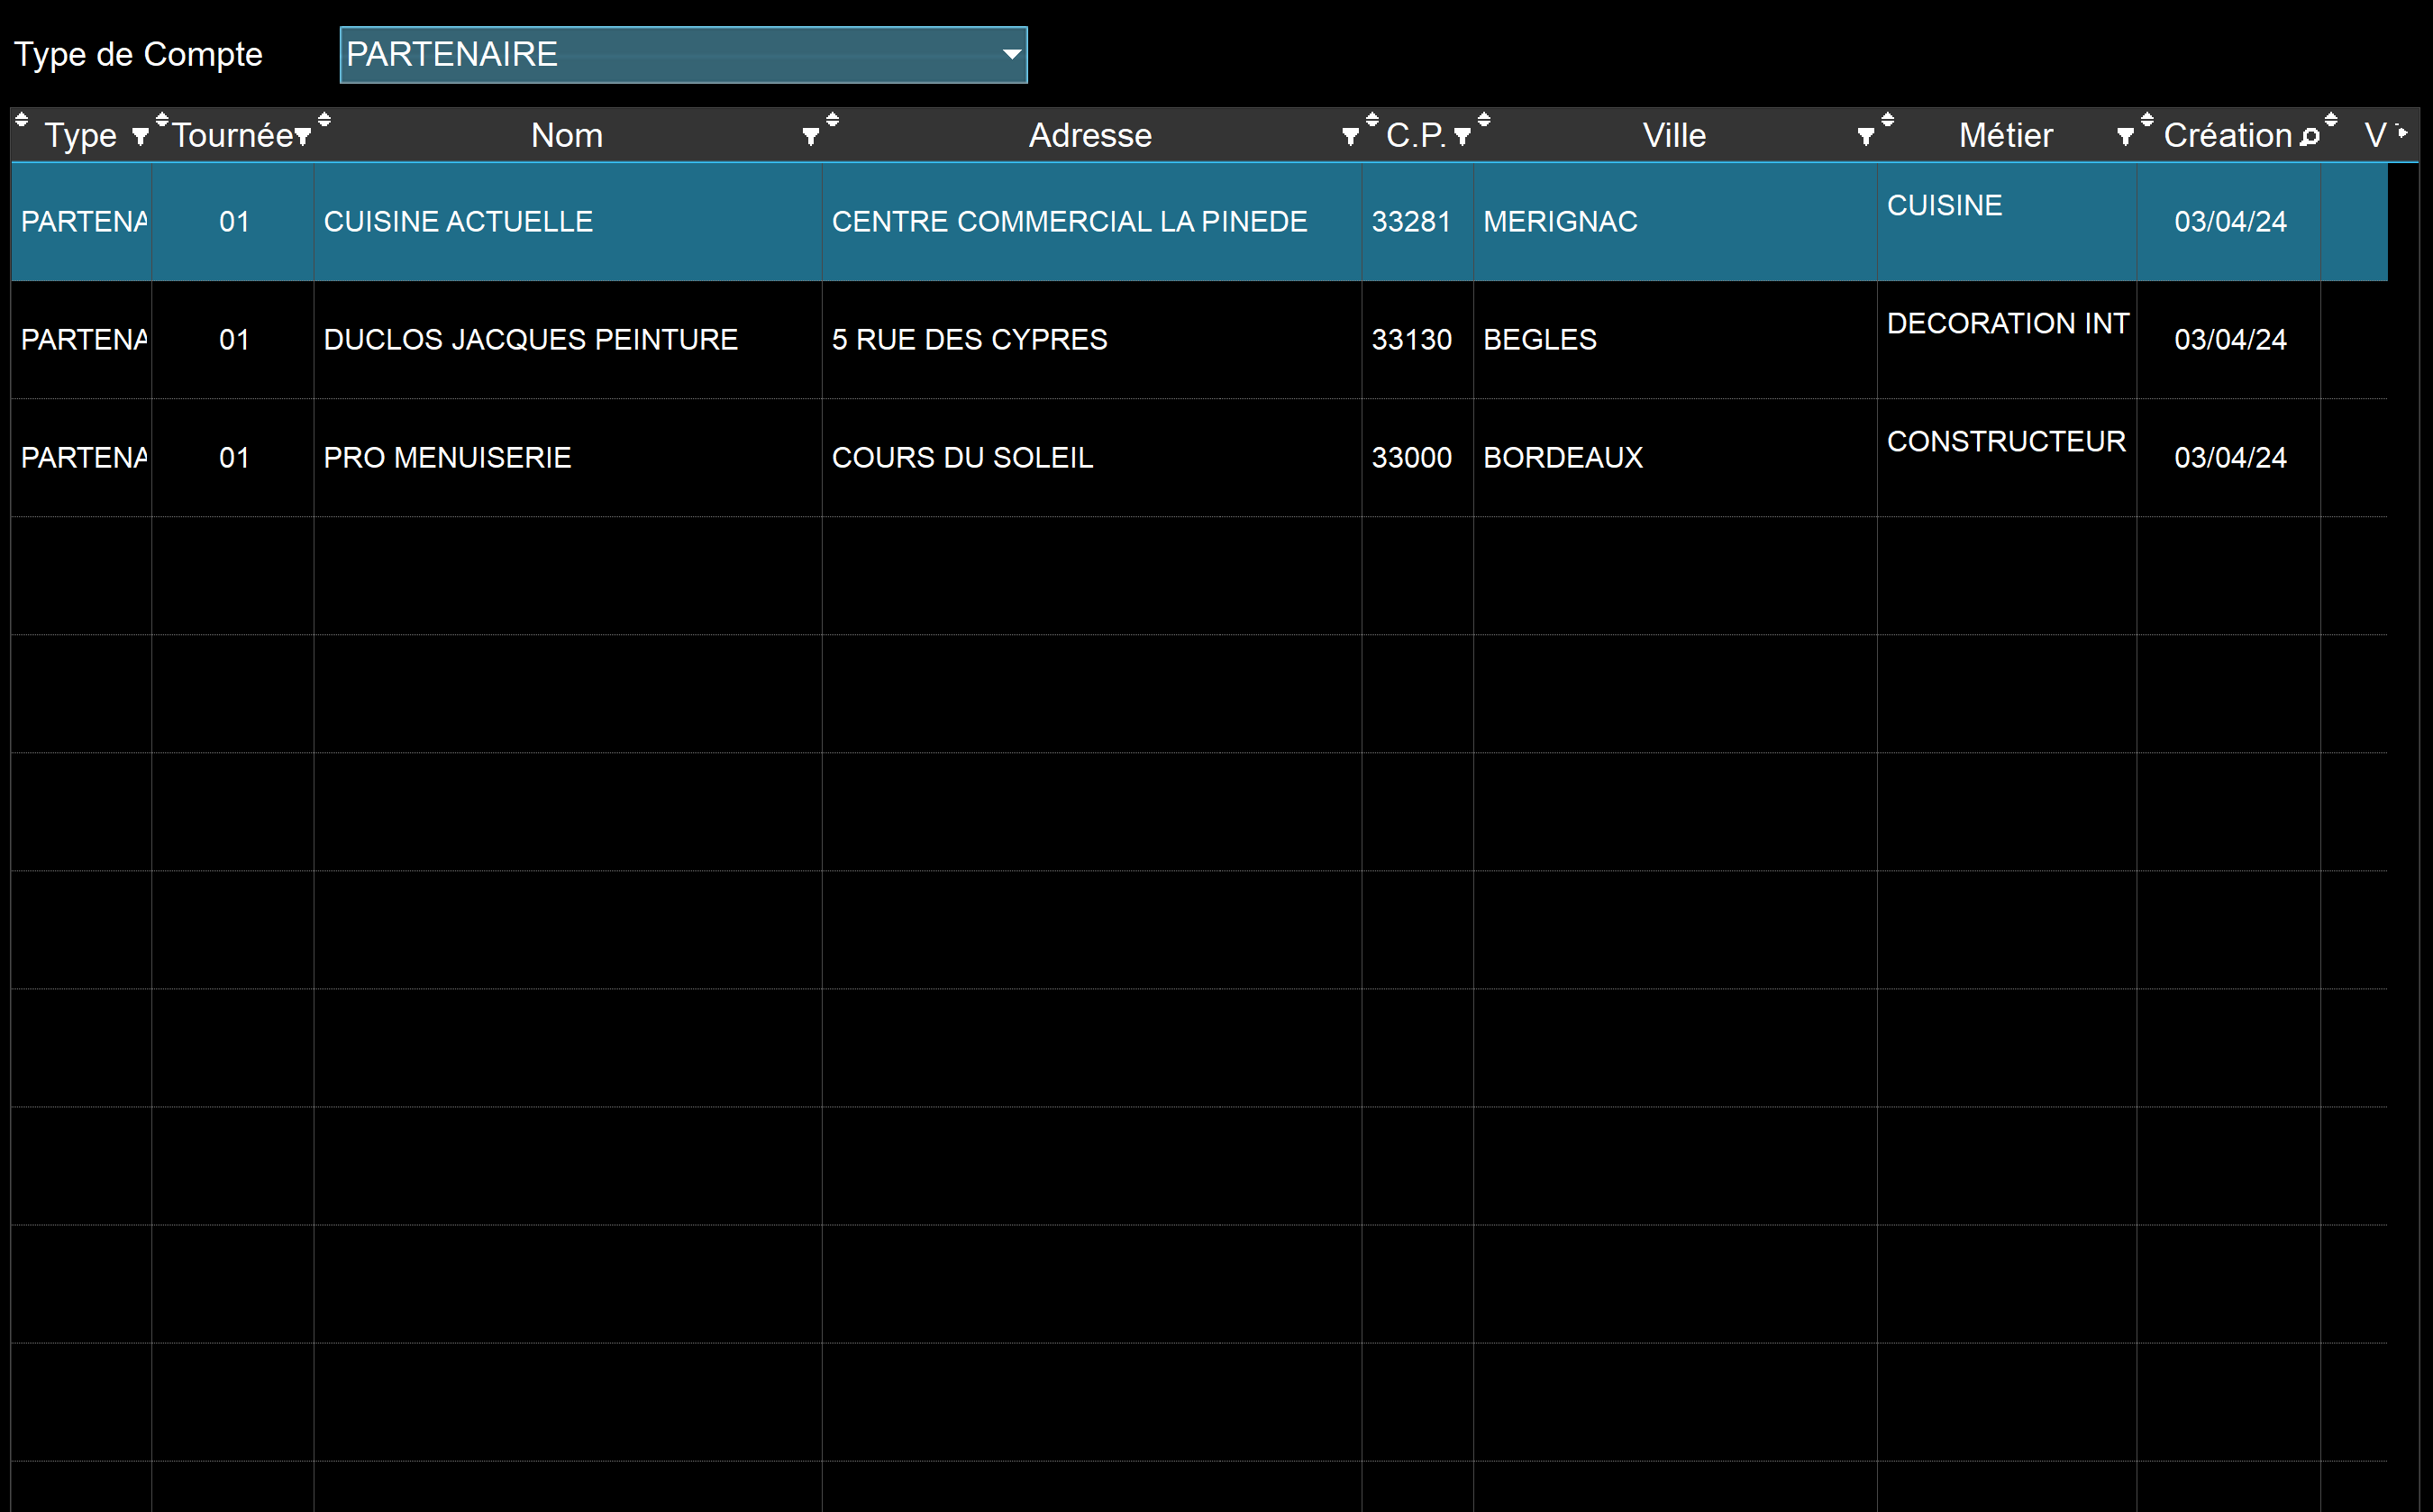 Type de Compte PARTENAIRE
Type Tournée Nom Adresse C.P. Ville Métier Création V
PARTENA 01 CUISINE ACTUELLE CENTRE COMMERCIAL LA PINEDE 33281 MERIGNAC CUISINE 03/04/24
PARTENA 01 DUCLOS JACQUES PEINTURE 5 RUE DES CYPRES 33130 BEGLES DECORATION INT 03/04/24
PARTENA 01 PRO MENUISERIE COURS DU SOLEIL 33000 BORDEAUX CONSTRUCTEUR 03/04/24